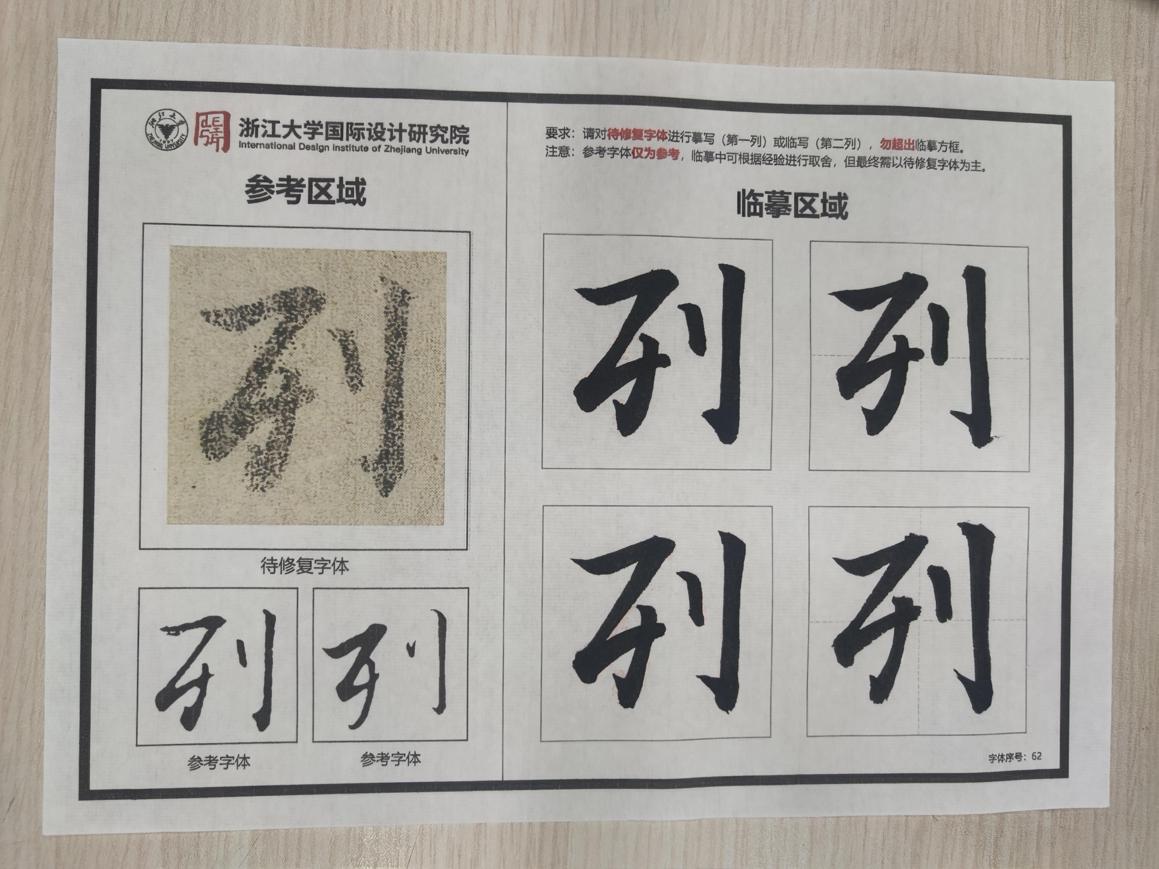 浙江大学国际设计研究院
International Design Institute of Zhejiang University
参考区域
列
待修复字体
列
列
参考字体
参考字体
要求：请对待修复字体进行摹写（第一列）或临写（第二列），勿超出临摹方框。
注意：参考字体仅为参考，临摹中可根据经验进行取舍，但最终需以待修复字体为主。
临摹区域
列 列
列 列
字体序号：62